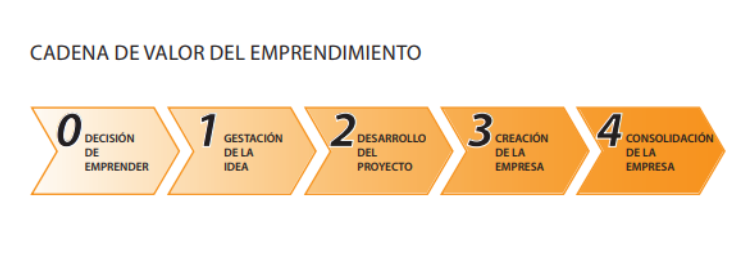 CADENA DE VALOR DEL EMPRENDIMIENTO
0 DECISIÓN
DE
EMPRENDER
1 GESTACIÓN
DE LA
IDEA
2 DESARROLLO
DEL
PROYECTO
3 CREACIÓN
DE LA
EMPRESA
4 CONSOLIDACIÓN
DE LA
EMPRESA